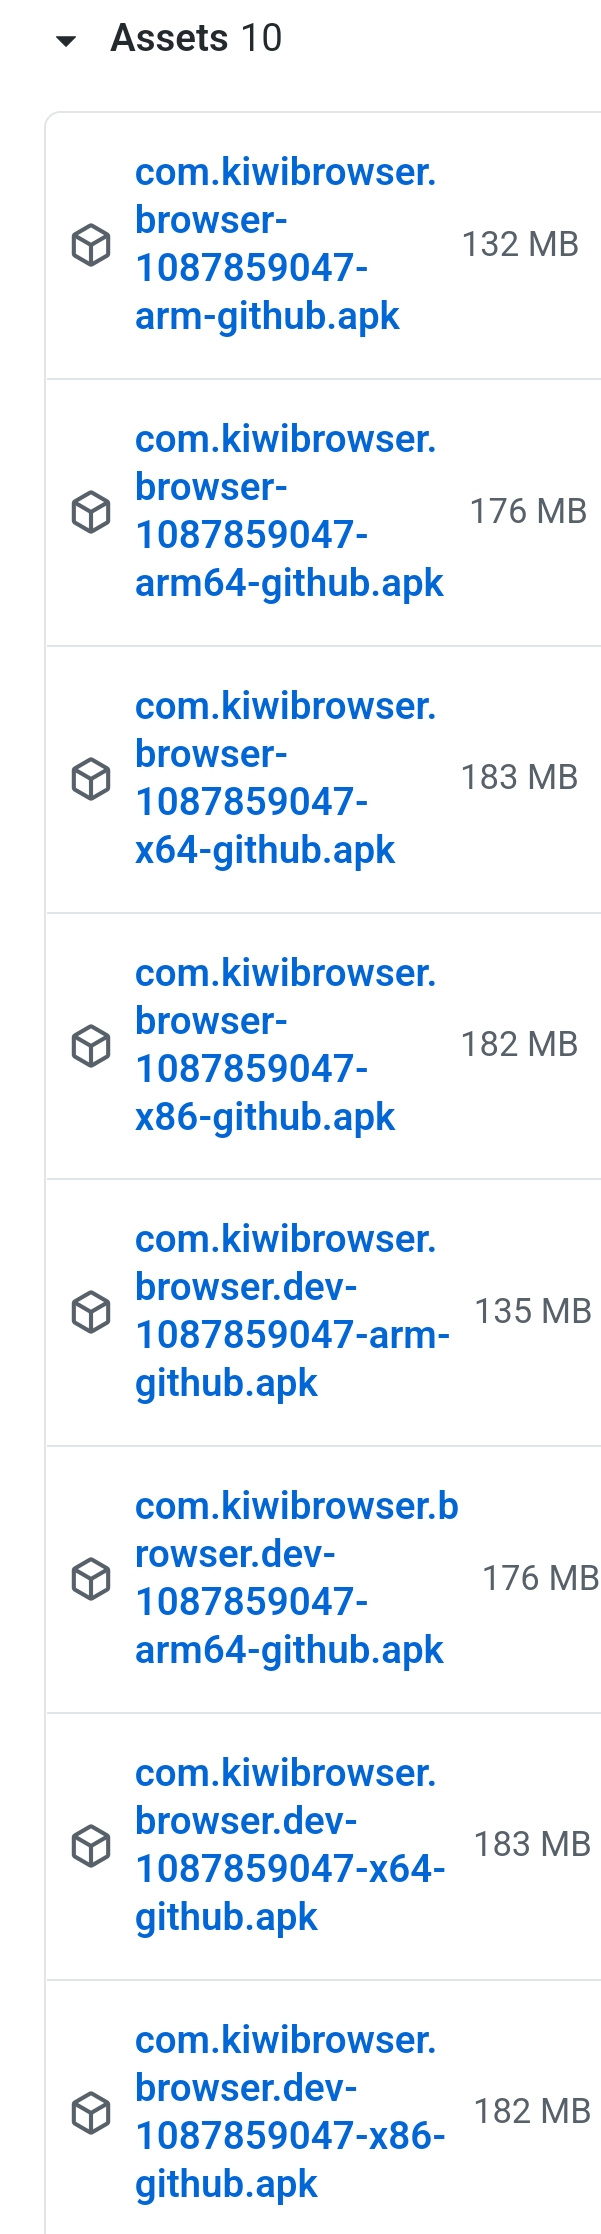 Assets 10
com.kiwibrowser.
browser-
1087859047-
arm-github.apk
132 MB
com.kiwibrowser.
browser-
1087859047-
arm64-github.apk
176 MB
com.kiwibrowser.
browser-
1087859047-
x64-github.apk
183 MB
com.kiwibrowser.
browser-
1087859047-
x86-github.apk
182 MB
com.kiwibrowser.
browser.dev-
1087859047-arm-
github.apk
135 MB
com.kiwibrowser.b
rowser.dev-
1087859047-
arm64-github.apk
176 MB
com.kiwibrowser.
browser.dev-
1087859047-x64-
github.apk
183 MB
com.kiwibrowser.
browser.dev-
1087859047-x86-
github.apk
182 MB